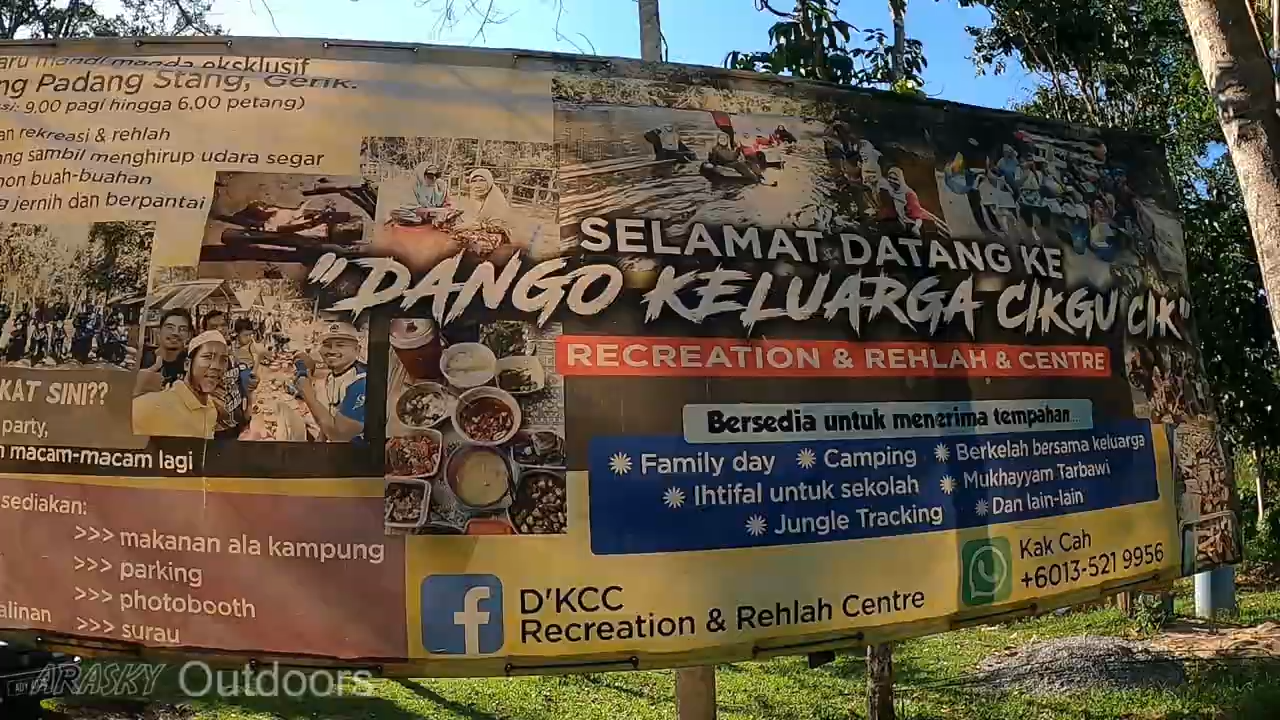 aru mandi manda eksklusif
ng Padang Stang, Gerik.
si: 9.00 pagi hingga 6.00 petang)
an rekreasi & rehlah
ang sambil menghirup udara segar
hon buah-buahan
g jernih dan berpantai
SELAMAT DATANG KE
"DANGO KELUARGA CIKGU CIK"
RECREATION & REHLAH & CENTRE
KAT SINI??
party,
n macam-macam lagi
Bersedia untuk menerima tempahan...
Family day
Camping
Berkelah bersama keluarga
Ihtifal untuk sekolah
Mukhayyam Tarbawi
Jungle Tracking
Dan lain-lain
sediakan:
>>> makanan ala kampung
>>> parking
>>> photobooth
alinan >>> surau
f D'KCC
Recreation & Rehlah Centre
Kak Cah
+6013-521 9956
ARASKY Outdoors